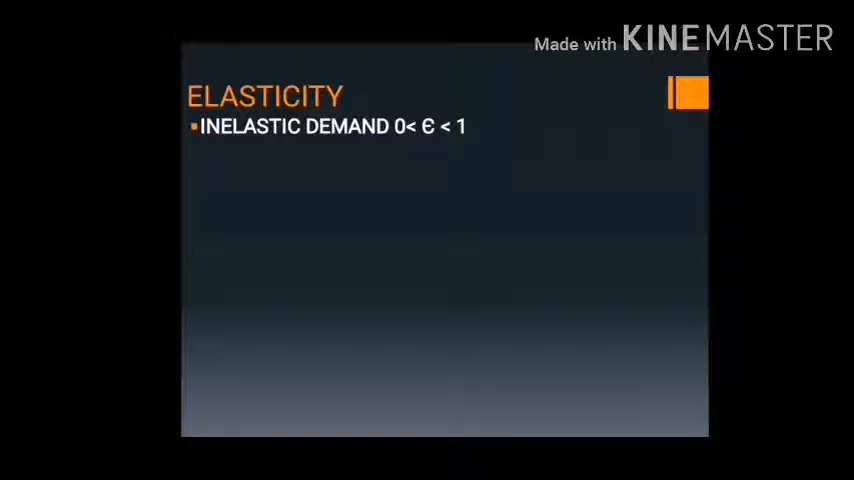 Made with KINEMASTER
ELASTICITY
▪INELASTIC DEMAND 0< Є < 1